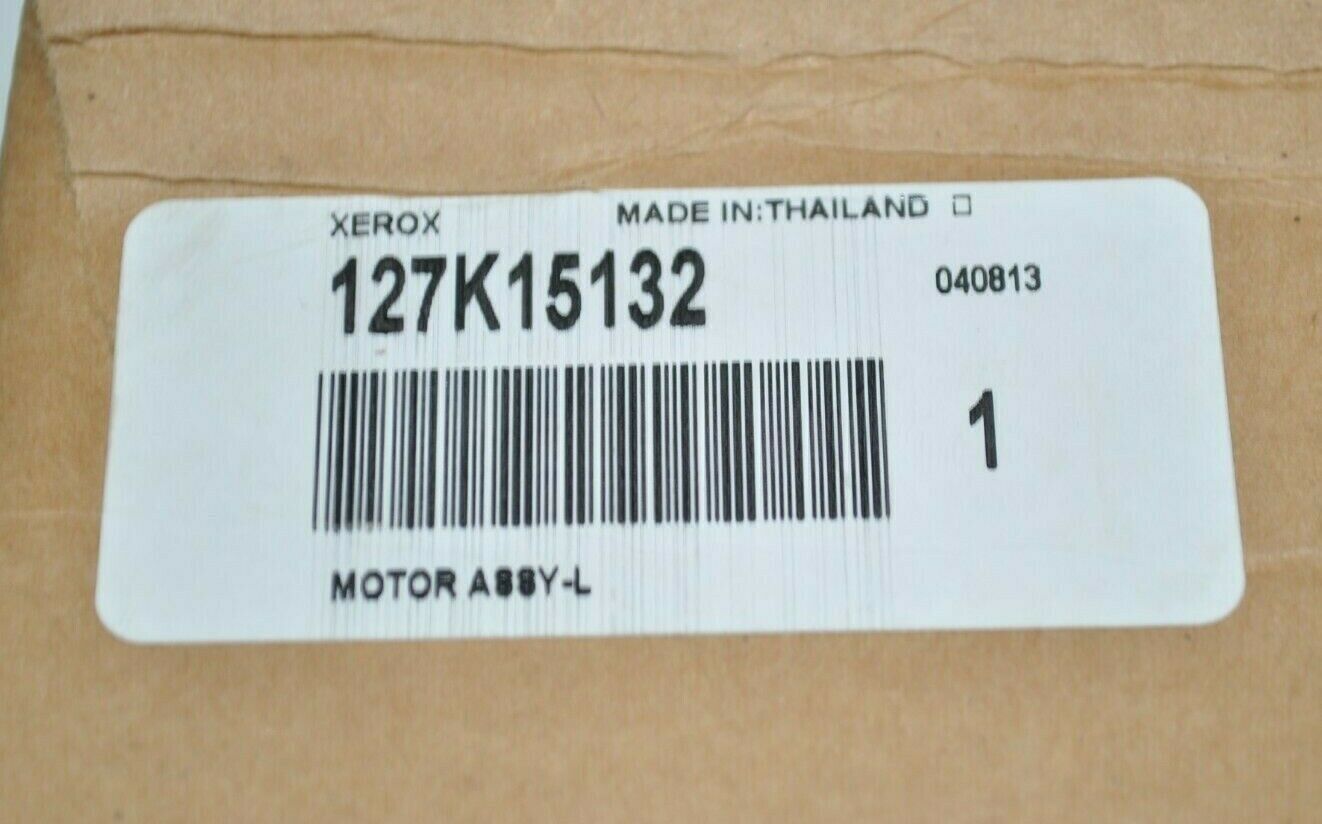 XEROX MADE IN:THAILAND
127K15132 040813
1
MOTOR ASSY-L